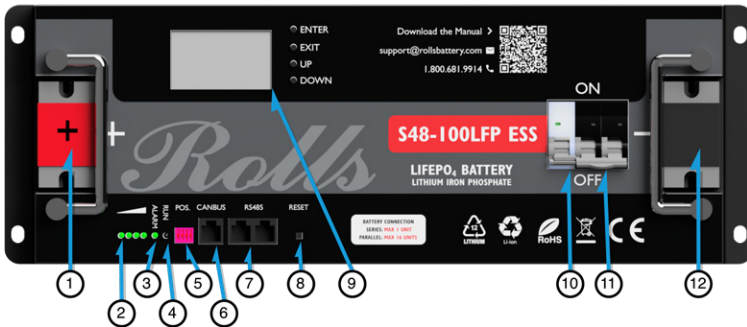 ENTER
EXIT
UP
DOWN
Download the Manual >
support@rollsbattery.com
1.800.681.9914
ON
OFF
+
+
-
Rolls
S48-100LFP ESS
LIFEPO₄ BATTERY
LITHIUM IRON PHOSPHATE
ALARM
RUN
POS.
CANBUS
RS485
RESET
BATTERY CONNECTION
SERIES: MAX 1 UNIT
PARALLEL: MAX 16 UNITS
12
LITHIUM
Li-ion
RoHS
CE
1
2
3
4
5
6
7
8
9
10
11
12